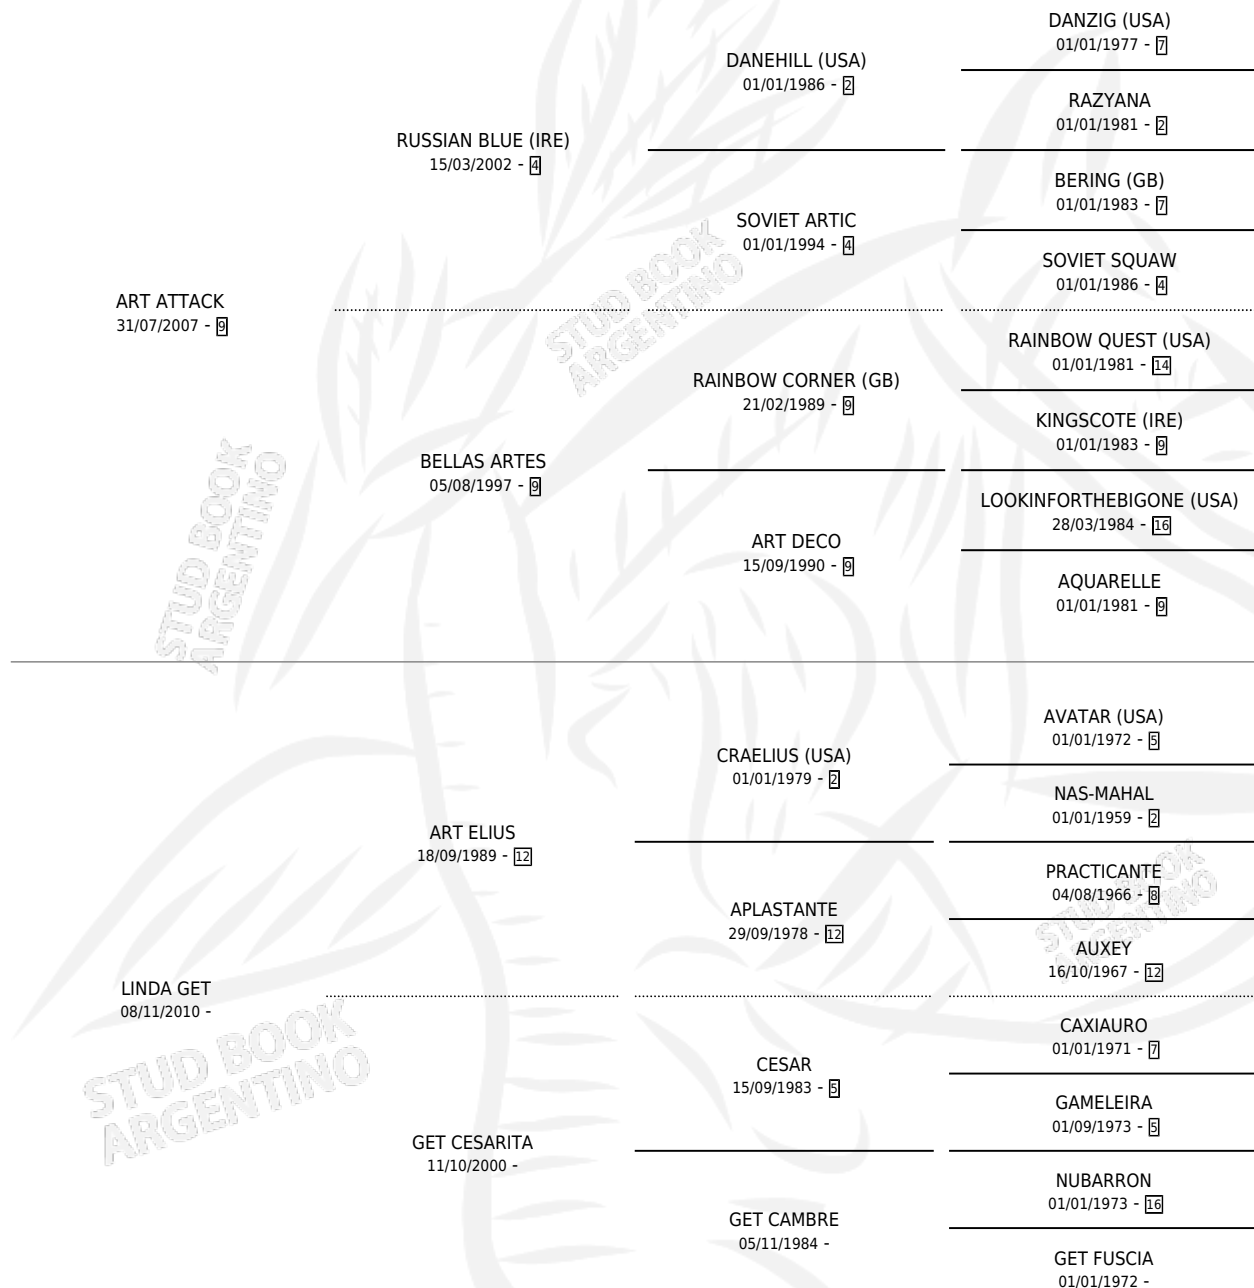 DANZIG (USA)
01/01/1977 - 7
DANEHILL (USA)
01/01/1986 - 2
RAZYANA
01/01/1981 - 2
RUSSIAN BLUE (IRE)
15/03/2002 - 4
BERING (GB)
01/01/1983 - 7
SOVIET ARTIC
01/01/1994 - 4
SOVIET SQUAW
01/01/1986 - 4
ART ATTACK
31/07/2007 - 9
RAINBOW QUEST (USA)
01/01/1981 - 14
RAINBOW CORNER (GB)
21/02/1989 - 9
KINGSCOTE (IRE)
01/01/1983 - 9
BELLAS ARTES
05/08/1997 - 9
LOOKINFORTHEBIGONE (USA)
28/03/1984 - 16
ART DECO
15/09/1990 - 9
AQUARELLE
01/01/1981 - 9
AVATAR (USA)
01/01/1972 - 5
CRAELIUS (USA)
01/01/1979 - 2
NAS-MAHAL
01/01/1959 - 2
ART ELIUS
18/09/1989 - 12
PRACTICANTE
04/08/1966 - 8
APLASTANTE
29/09/1978 - 12
AUXEY
16/10/1967 - 12
LINDA GET
08/11/2010 -
CAXIAURO
01/01/1971 - 7
CESAR
15/09/1983 - 5
GAMELEIRA
01/09/1973 - 5
GET CESARITA
11/10/2000 -
NUBARRON
01/01/1973 - 16
GET CAMBRE
05/11/1984 -
GET FUSCIA
01/01/1972 -
STUD BOOK
ARGENTINO
STUD BOOK
ARGENTINO
STUD BOOK
ARGENTINO
STUD BOOK
ARGENTINO